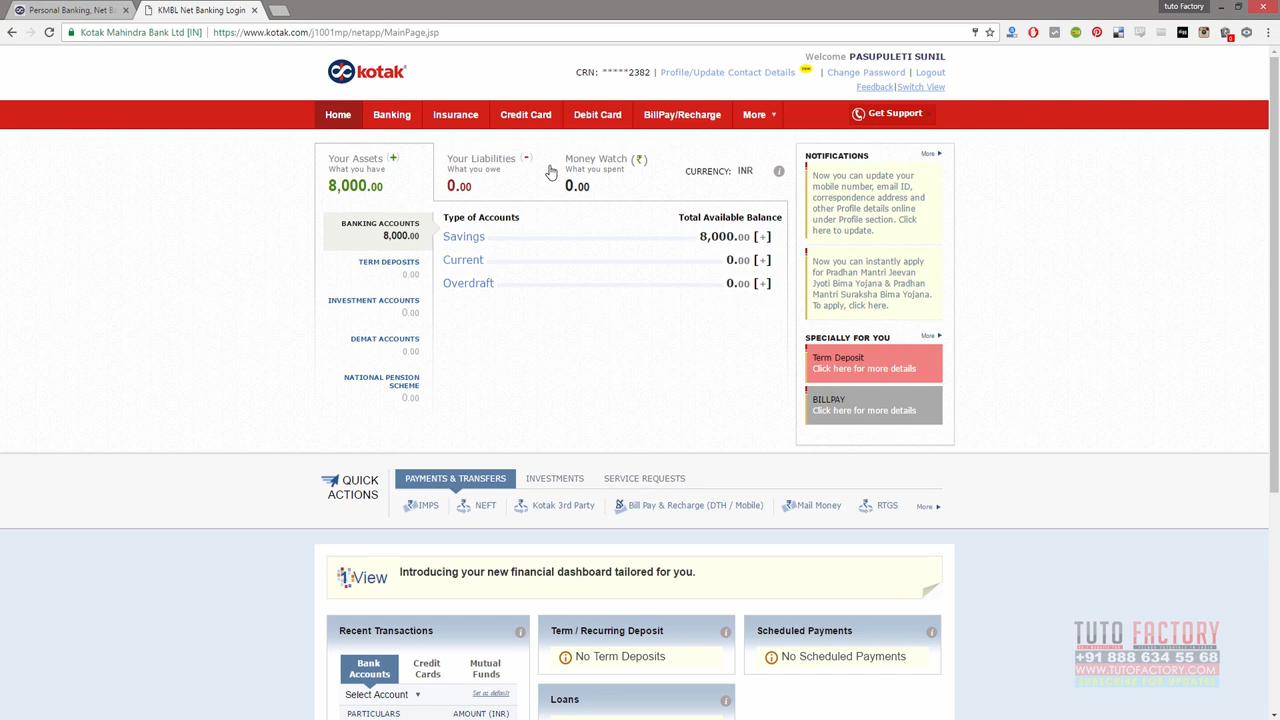 tuto Factory
Personal Banking, Net B
KMBL Net Banking Login
Kotak Mahindra Bank Ltd [IN] https://www.kotak.com/j1001mp/netapp/MainPage.jsp
kotak
Welcome PASUPULETI SUNIL
CRN: *****2382 | Profile/Update Contact Details | Change Password | Logout
Feedback|Switch View
Home Banking Insurance Credit Card Debit Card BillPay/Recharge More Get Support
Your Assets (+)
What you have
8,000.00
Your Liabilities (-)
What you owe
0.00
Money Watch (₹)
What you spent
0.00
CURRENCY: INR
BANKING ACCOUNTS
8,000.00
TERM DEPOSITS
0.00
INVESTMENT ACCOUNTS
0.00
DEMAT ACCOUNTS
0.00
NATIONAL PENSION
SCHEME
0.00
Type of Accounts Total Available Balance
Savings 8,000.00 [+]
Current 0.00 [+]
Overdraft 0.00 [+]
NOTIFICATIONS More
Now you can update your
mobile number, email ID,
correspondence address and
other Profile details online
under Profile section. Click
here to update.
Now you can instantly apply
for Pradhan Mantri Jeevan
Jyoti Bima Yojana & Pradhan
Mantri Suraksha Bima Yojana.
To apply, click here.
SPECIALLY FOR YOU More
Term Deposit
Click here for more details
BILLPAY
Click here for more details
QUICK
ACTIONS
PAYMENTS & TRANSFERS INVESTMENTS SERVICE REQUESTS
IMPS NEFT Kotak 3rd Party Bill Pay & Recharge (DTH / Mobile) Mail Money RTGS More
1View Introducing your new financial dashboard tailored for you.
Recent Transactions
Bank
Accounts
Credit
Cards
Mutual
Funds
Select Account Set as default
PARTICULARS AMOUNT (INR)
Term / Recurring Deposit
No Term Deposits
Loans
Scheduled Payments
No Scheduled Payments
TUTO FACTORY
+91 888 634 55 68
WWW.TUTOFACTORY.COM
SUBSCRIBE FOR UPDATES